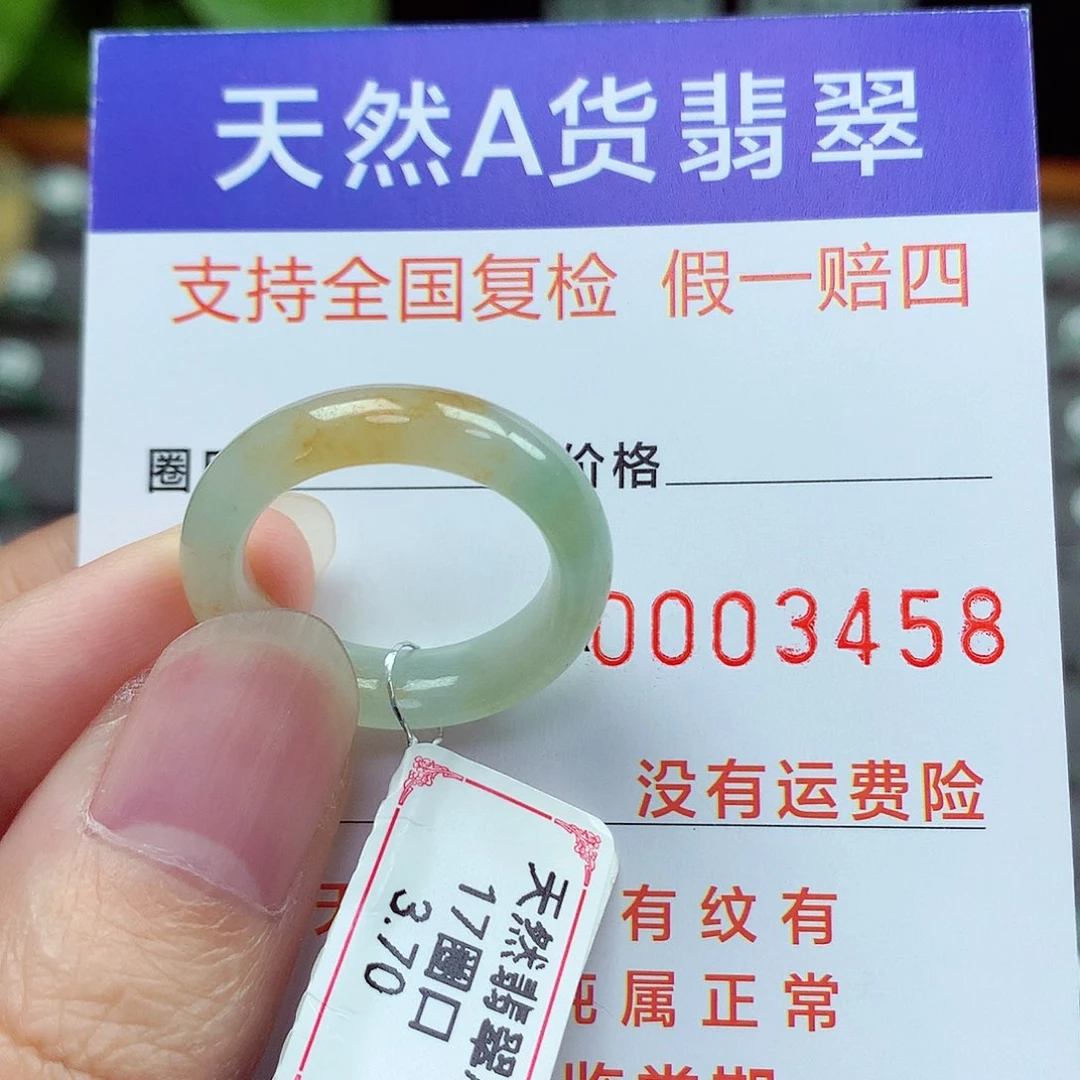 天然A货翡翠
支持全国复检 假一赔四
圈 价格
0003458
没有运费险
有纹有
纯属正常
天然翡翠
17圈口
3.70